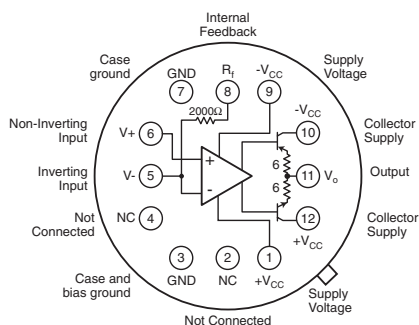 Internal
Feedback
Case
ground
Supply
Voltage
GND
Rf
-VCC
7
8
9
2000Ω
-VCC
Non-Inverting
Input
V+
6
+
10
Collector
Supply
6
Inverting
Input
V-
5
-
11
Vo
Output
6
Not
Connected
NC
4
12
Collector
Supply
+VCC
3
2
1
Case and
bias ground
GND
NC
+VCC
Supply
Voltage
Not Connected